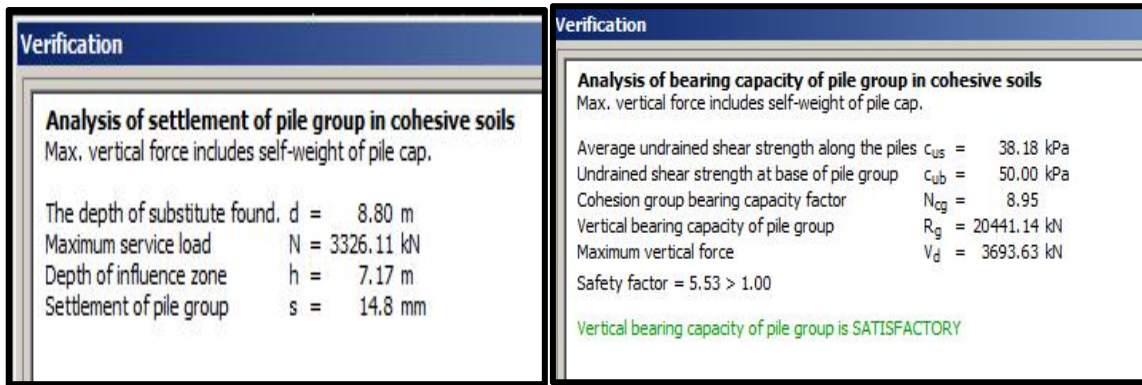 Verification
Analysis of settlement of pile group in cohesive soils
Max. vertical force includes self-weight of pile cap.
The depth of substitute found. d = 8.80 m
Maximum service load N = 3326.11 kN
Depth of influence zone h = 7.17 m
Settlement of pile group s = 14.8 mm
Verification
Analysis of bearing capacity of pile group in cohesive soils
Max. vertical force includes self-weight of pile cap.
Average undrained shear strength along the piles cus = 38.18 kPa
Undrained shear strength at base of pile group cub = 50.00 kPa
Cohesion group bearing capacity factor Ncg = 8.95
Vertical bearing capacity of pile group Rg = 20441.14 kN
Maximum vertical force Vd = 3693.63 kN
Safety factor = 5.53 > 1.00
Vertical bearing capacity of pile group is SATISFACTORY